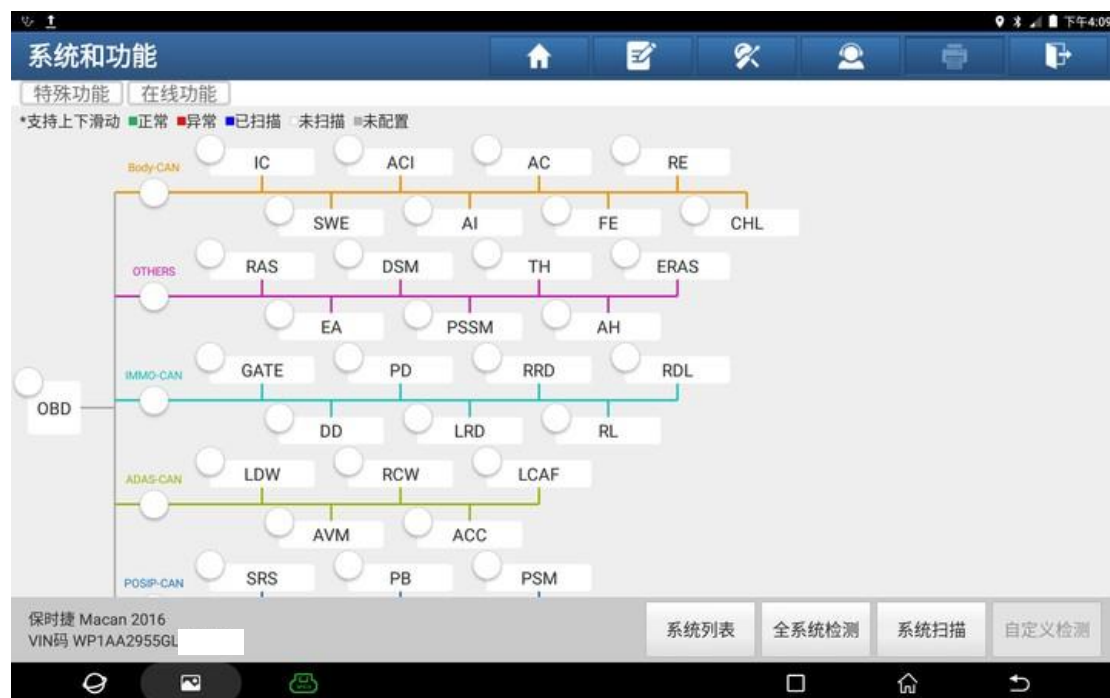 下午4:09
系统和功能
特殊功能 在线功能
*支持上下滑动 正常 异常 已扫描 未扫描 未配置
Body-CAN IC ACI AC RE
SWE AI FE CHL
OTHERS RAS DSM TH ERAS
EA PSSM AH
IMMO-CAN GATE PD RRD RDL
OBD
DD LRD RL
ADAS-CAN LDW RCW LCAF
AVM ACC
POSIP-CAN SRS PB PSM
保时捷 Macan 2016
VIN码 WP1AA2955GL
系统列表 全系统检测 系统扫描 自定义检测